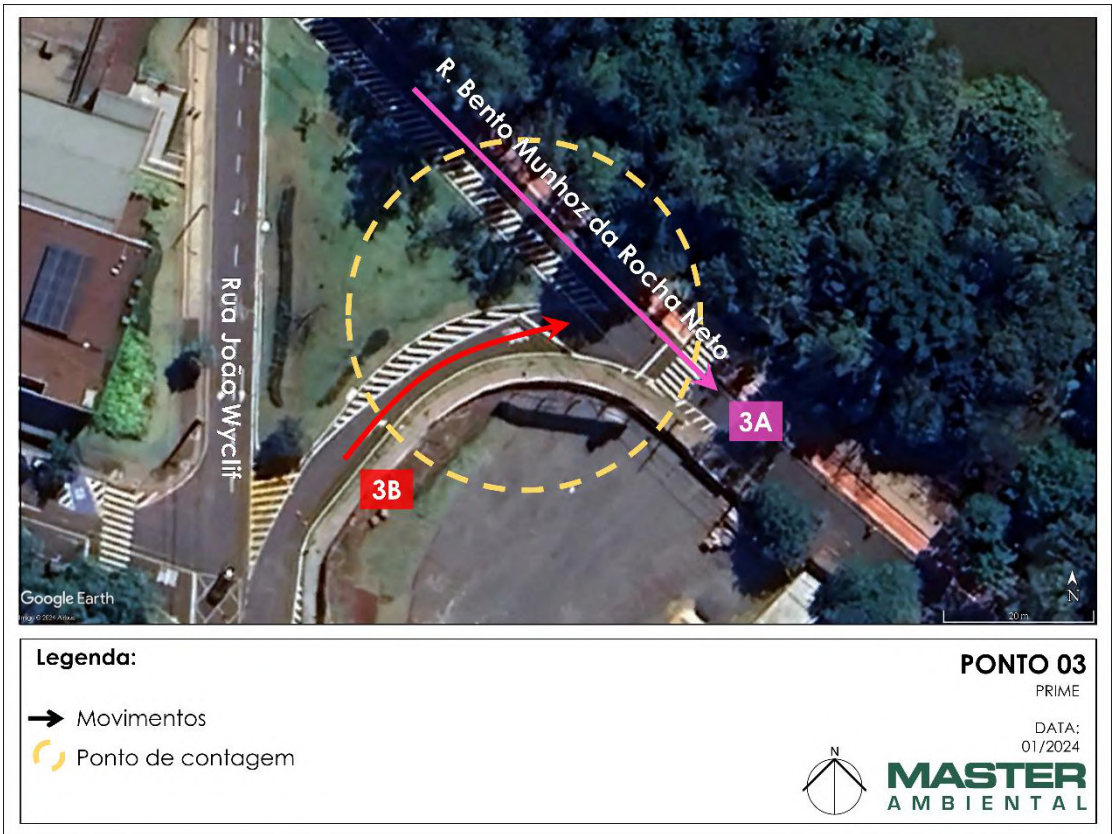 R. Bento Munhoz da Rocha Neto
Rua João Wyclif
3A
3B
Google Earth
N
20 m
Legenda:
Movimentos
Ponto de contagem
PONTO 03
PRIME
DATA:
01/2024
N
MASTER
AMBIENTAL